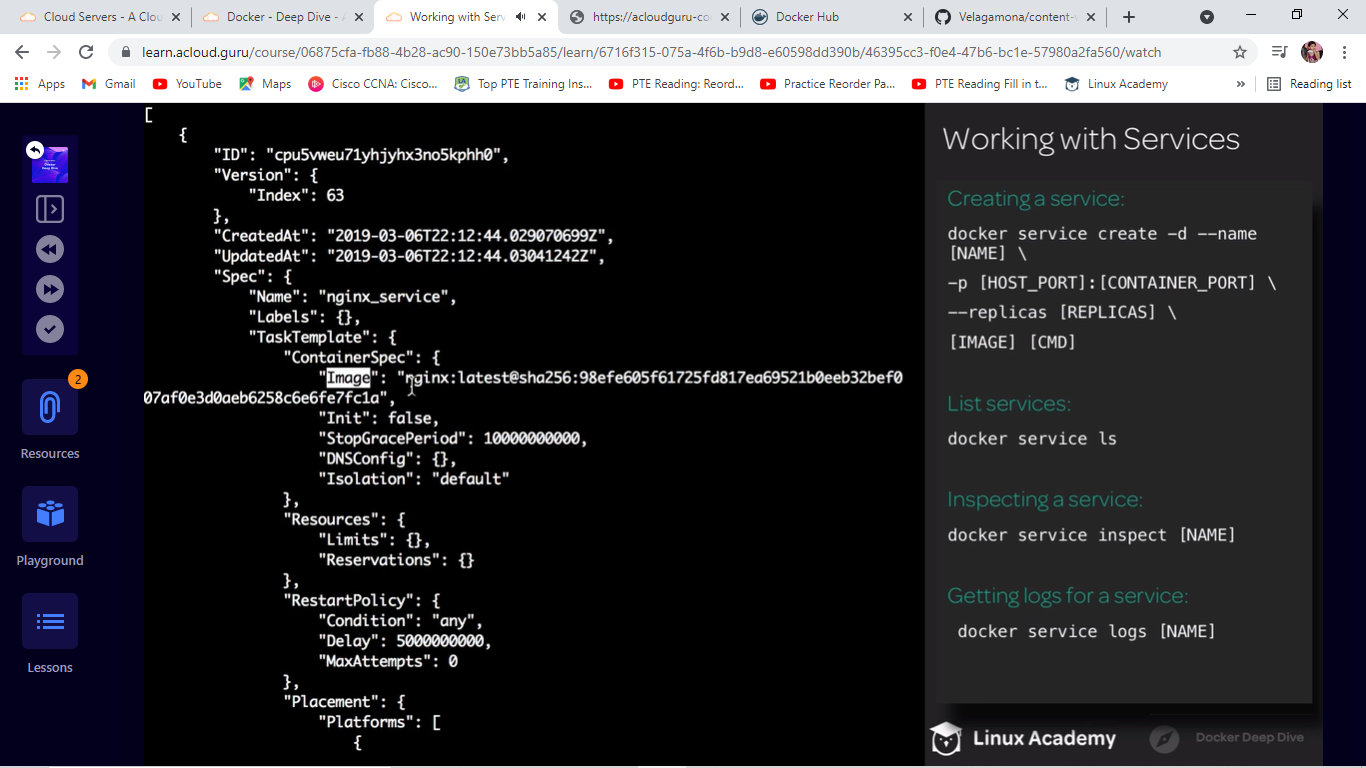 Cloud Servers - A Clou
Docker - Deep Dive - A
Working with Serv
https://acloudguru-co
Docker Hub
Velagamona/content-
learn.acloud.guru/course/06875cfa-fb88-4b28-ac90-150e73bb5a85/learn/6716f315-075a-4f6b-b9d8-e60598dd390b/46395cc3-f0e4-47b6-bc1e-57980a2fa560/watch
Apps
Gmail
YouTube
Maps
Cisco CCNA: Cisco...
Top PTE Training Ins...
PTE Reading: Reord...
Practice Reorder Pa...
PTE Reading Fill in t...
Linux Academy
»
Reading list
2
Resources
Playground
Lessons
[
{
"ID": "cpu5vweu71yhjyhx3no5kphh0",
"Version": {
"Index": 63
},
"CreatedAt": "2019-03-06T22:12:44.029070699Z",
"UpdatedAt": "2019-03-06T22:12:44.03041242Z",
"Spec": {
"Name": "nginx_service",
"Labels": {},
"TaskTemplate": {
"ContainerSpec": {
"Image": "nginx:latest@sha256:98efe605f61725fd817ea69521b0eeb32bef0
07af0e3d0aeb6258c6e6fe7fc1a",
"Init": false,
"StopGracePeriod": 10000000000,
"DNSConfig": {},
"Isolation": "default"
},
"Resources": {
"Limits": {},
"Reservations": {}
},
"RestartPolicy": {
"Condition": "any",
"Delay": 5000000000,
"MaxAttempts": 0
},
"Placement": {
"Platforms": [
{
Working with Services
Creating a service:
docker service create -d --name
[NAME] \
-p [HOST_PORT]:[CONTAINER_PORT] \
--replicas [REPLICAS] \
[IMAGE] [CMD]
List services:
docker service ls
Inspecting a service:
docker service inspect [NAME]
Getting logs for a service:
docker service logs [NAME]
Linux Academy
Docker Deep Dive